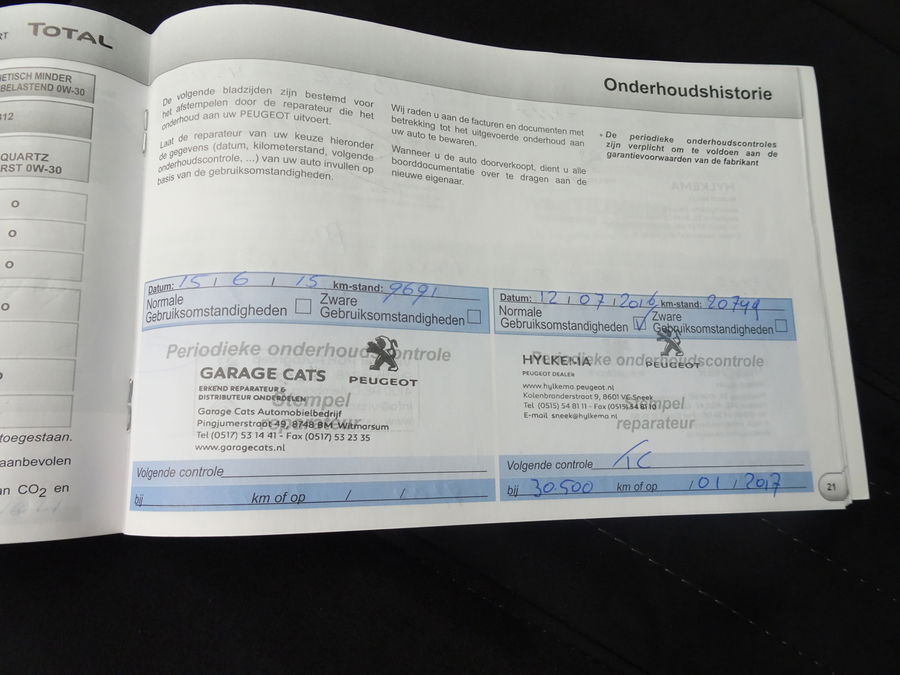 RT TOTAL
ETISCH MINDER
BELASTEND 0W-30
312
QUARTZ
RST 0W-30
O
O
O
O
toegestaan.
aanbevolen
an CO2 en
Onderhoudshistorie
De volgende bladzijden zijn bestemd voor
het afstempelen door de reparateur die het
onderhoud aan uw PEUGEOT uitvoert.
Laat de reparateur van uw keuze hieronder
de gegevens (datum, kilometerstand, volgende
onderhoudscontrole, ...) van uw auto invullen op
basis van de gebruiksomstandigheden.
Wij raden u aan de facturen en documenten met
betrekking tot het uitgevoerde onderhoud aan
uw auto te bewaren.
Wanneer u de auto doorverkoopt, dient u alle
boorddocumentatie over te dragen aan de
nieuwe eigenaar.
• De periodieke onderhoudscontroles
zijn verplicht om te voldoen aan de
garantievoorwaarden van de fabrikant
Datum: 15 / 6 / 15 km-stand: 9691
Normale
Gebruiksomstandigheden
Zware
Gebruiksomstandigheden
Periodieke onderhoudscontrole
PEUGEOT
GARAGE CATS
ERKEND REPARATEUR &
DISTRIBUTEUR ONDERDELEN
Stempel
reparateur
Garage Cats Automobielbedrijf
Pingjumerstraat 49, 8748 BM Witmarsum
Tel (0517) 53 14 41 - Fax (0517) 53 22 35
www.garagecats.nl
Volgende controle
bij km of op / /
Datum: 12 / 07 / 2016 km-stand: 20749
Normale
Gebruiksomstandigheden
Zware
Gebruiksomstandigheden
Periodieke onderhoudscontrole
HYLKEMA
PEUGEOT
PEUGEOT DEALER
www.hylkema.peugeot.nl
Kolenbranderstraat 9, 8601 VE Sneek
Tel (0515) 54 81 11 - Fax (0515) 54 81 10
E-mail sneek@hylkema.nl
Stempel
reparateur
Volgende controle
bij 30.500 km of op / 01 / 2017
21